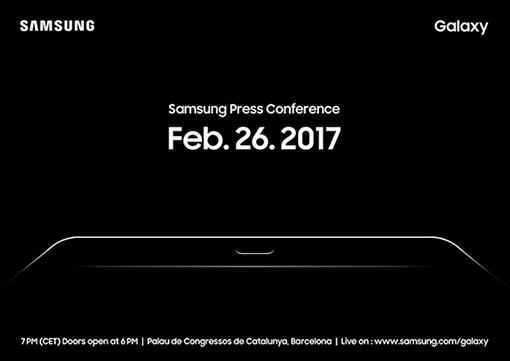 SAMSUNG
Galaxy
Samsung Press Conference
Feb. 26. 2017
7 PM (CET) Doors open at 6 PM | Palau de Congressos de Catalunya, Barcelona | Live on : www.samsung.com/galaxy